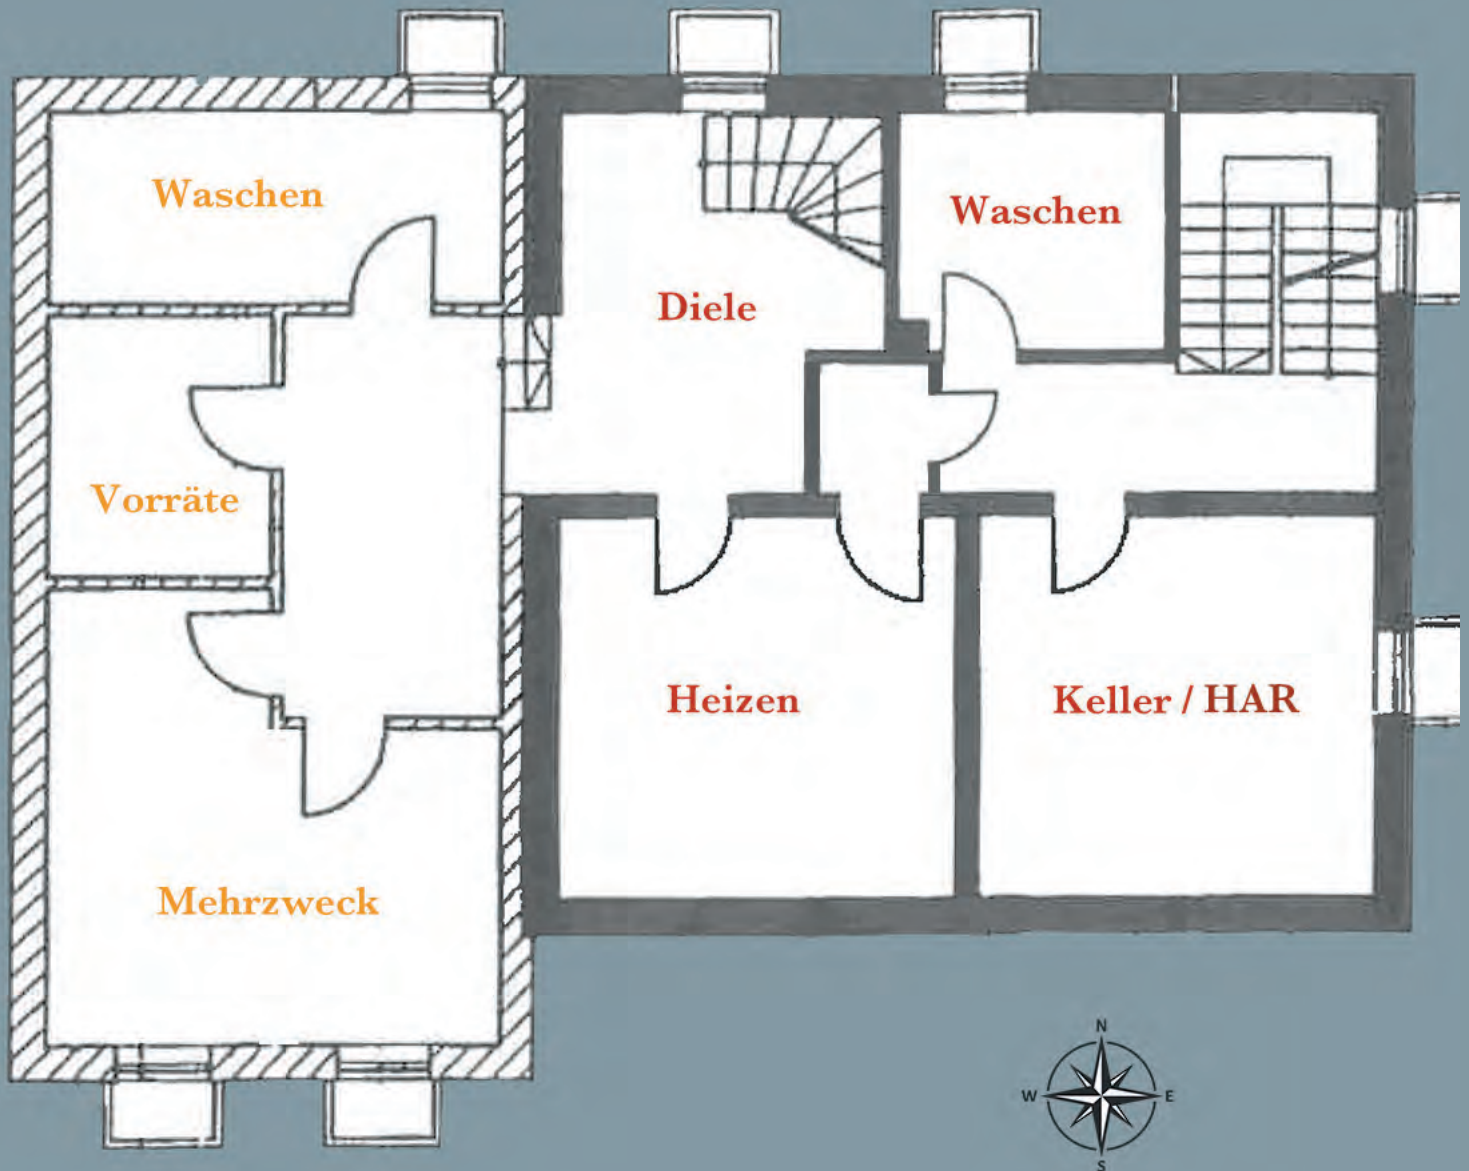 Waschen
Waschen
Diele
Vorräte
Heizen
Keller / HAR
Mehrzweck
N
W
E
S